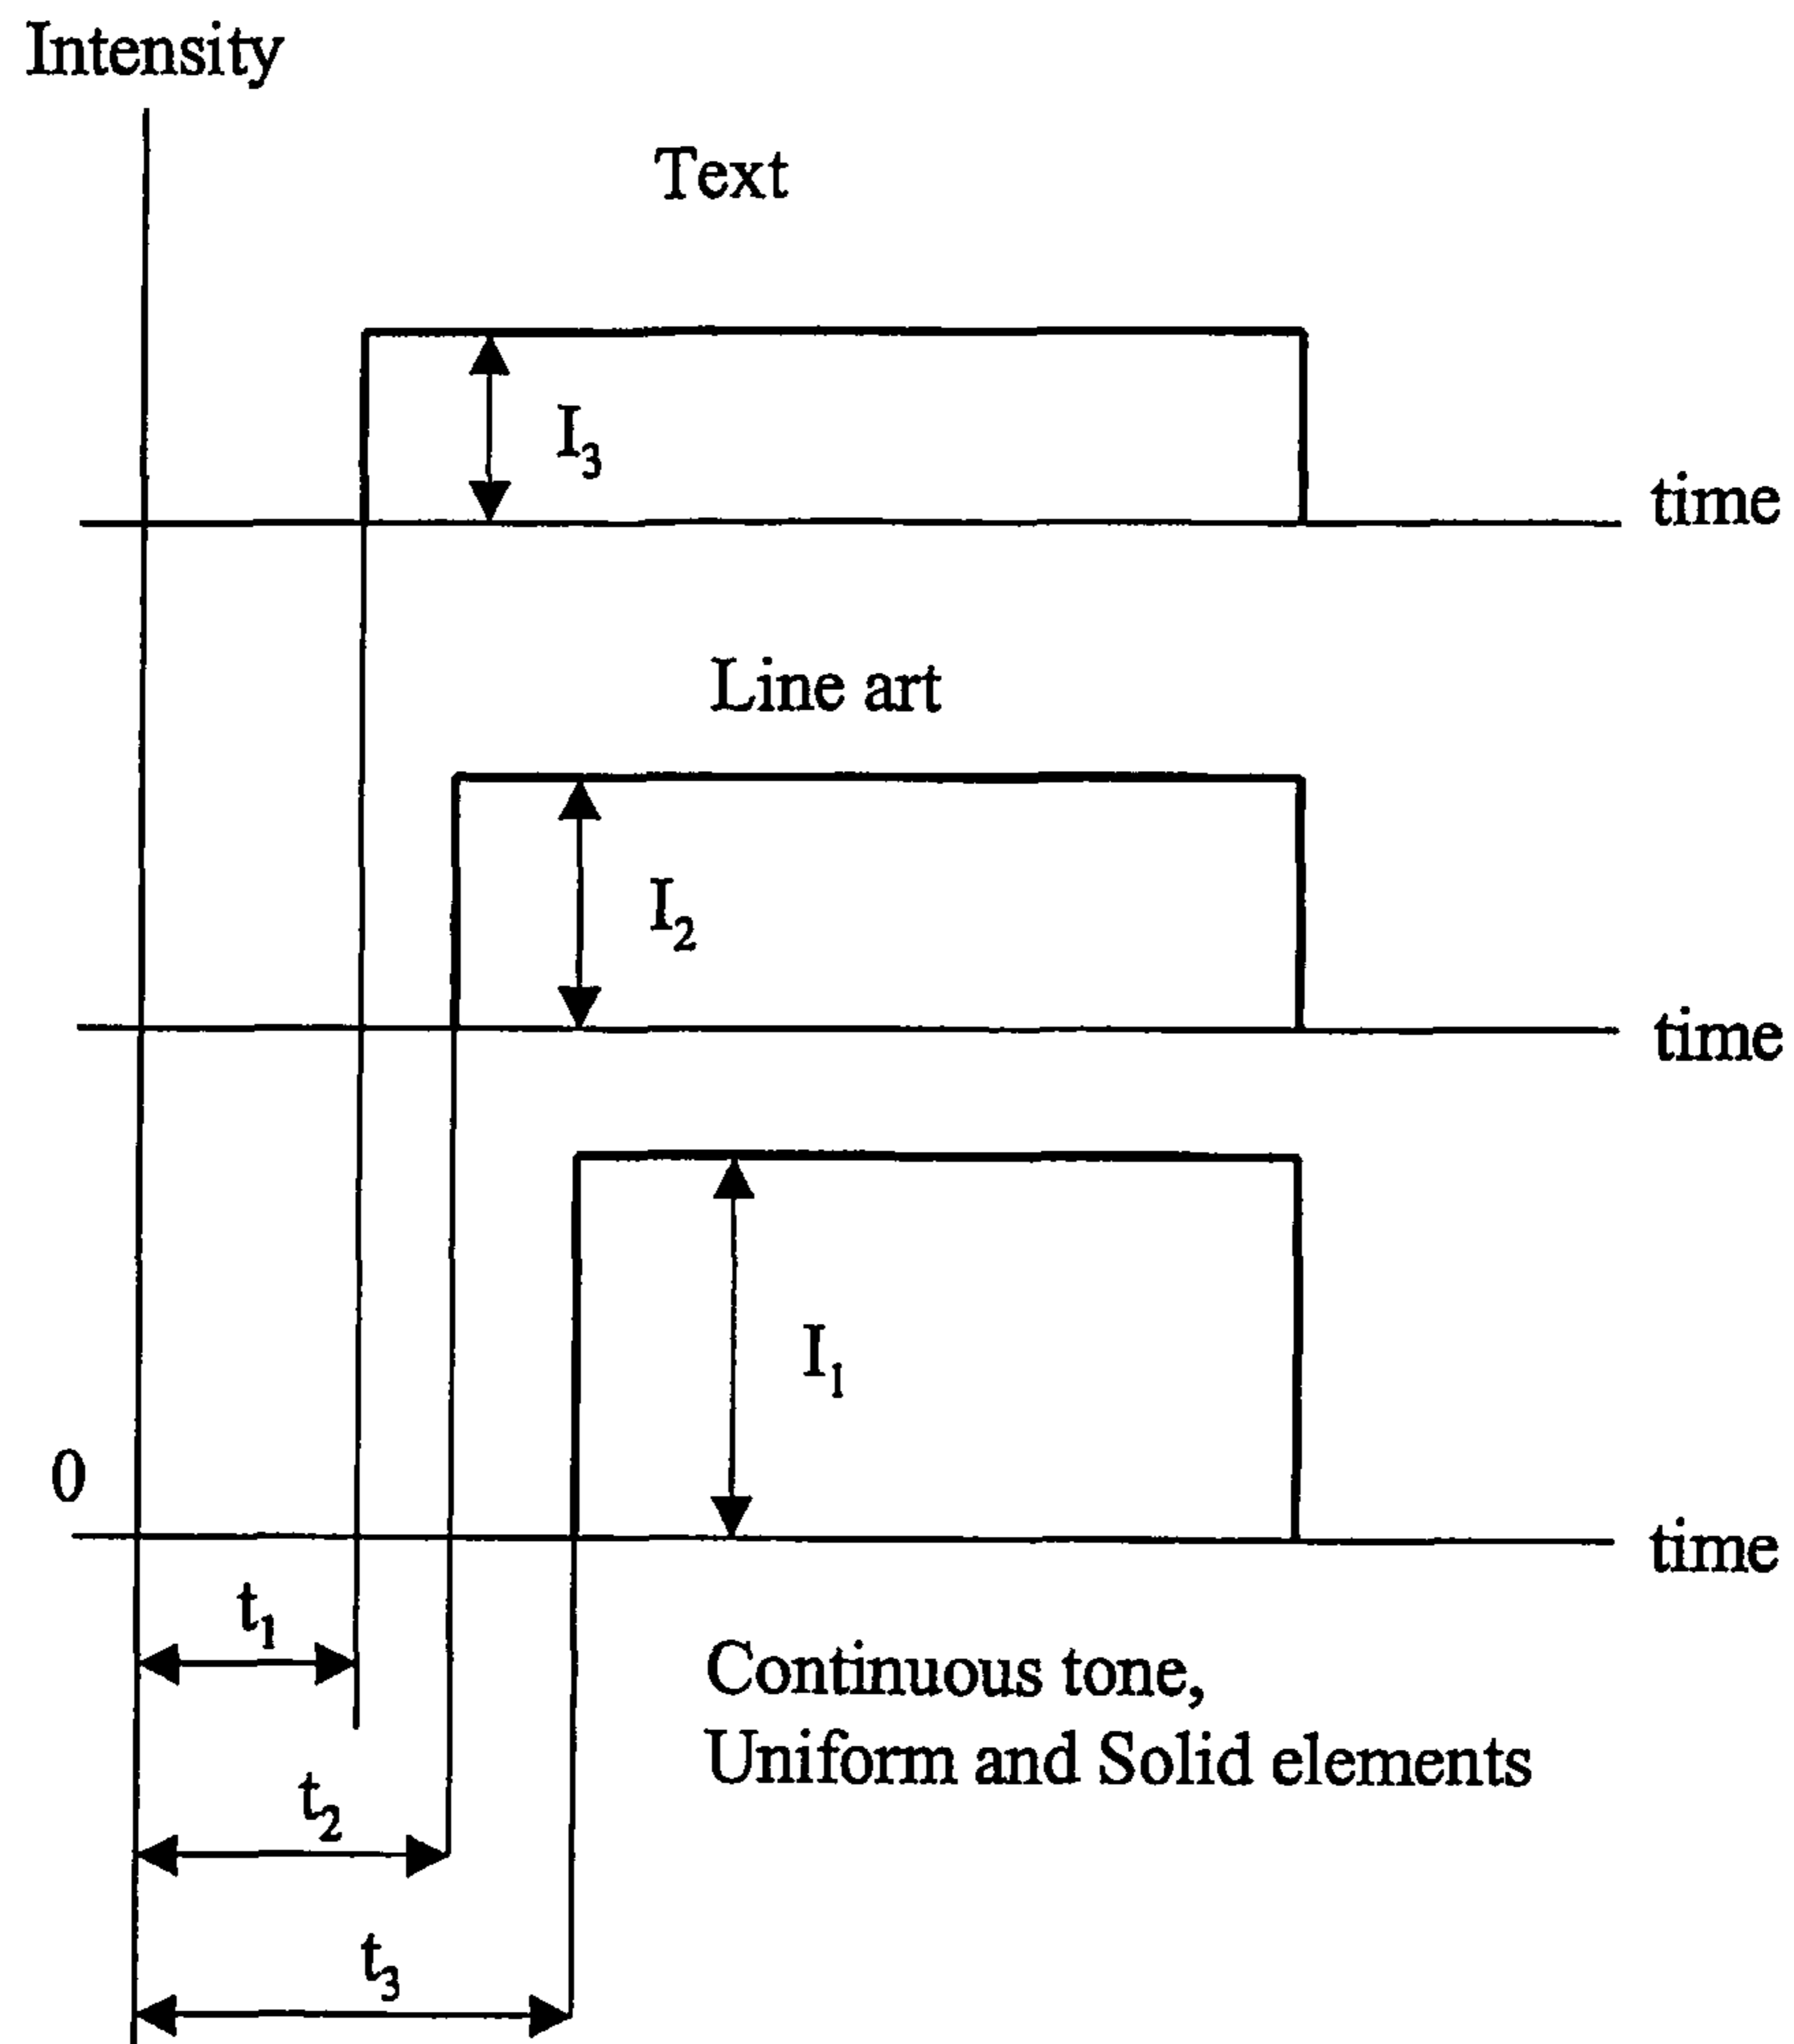 Intensity
Text
I₃
time
Line art
I₂
time
I₁
0
time
t₁
Continuous tone,
Uniform and Solid elements
t₂
t₃